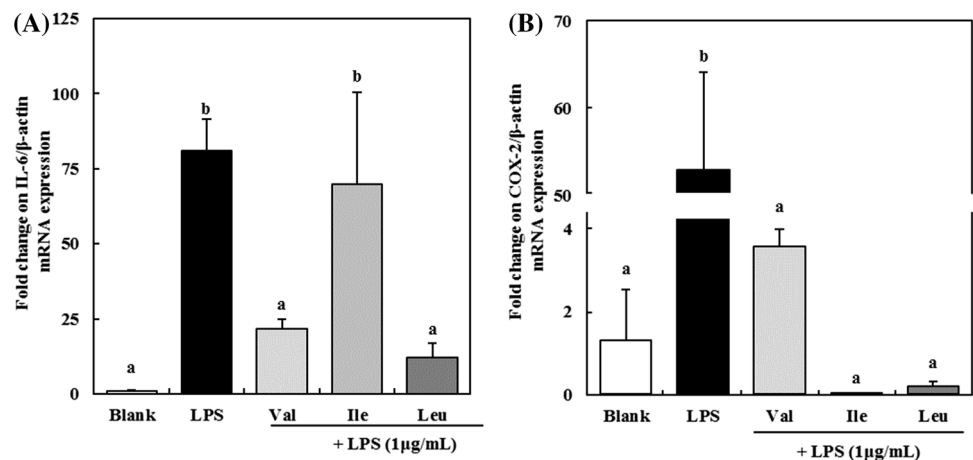 (A)
Fold change on IL-6/β-actin
mRNA expression
125
100
75
50
25
0
a
b
a
b
a
Blank
LPS
Val
Ile
Leu
+ LPS (1μg/mL)
(B)
Fold change on COX-2/β-actin
mRNA expression
70
60
50
4
2
0
a
b
a
a
a
Blank
LPS
Val
Ile
Leu
+ LPS (1μg/mL)